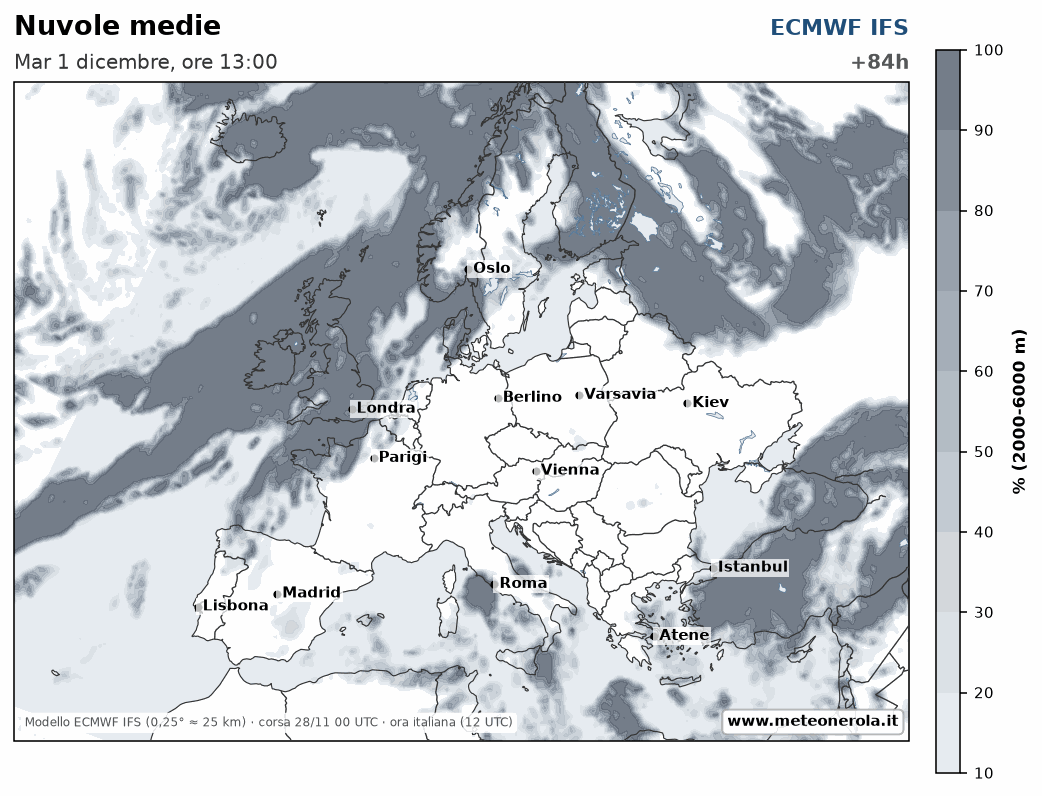 Nuvole medie
ECMWF IFS
Mar 1 dicembre, ore 13:00
+84h
100
90
80
70
60
50
40
30
20
10
% (2000-6000 m)
Oslo
Londra
Berlino
Varsavia
Kiev
Parigi
Vienna
Istanbul
Roma
Madrid
Lisbona
Atene
Modello ECMWF IFS (0,25° ≈ 25 km) · corsa 28/11 00 UTC · ora italiana (12 UTC)
www.meteonerola.it